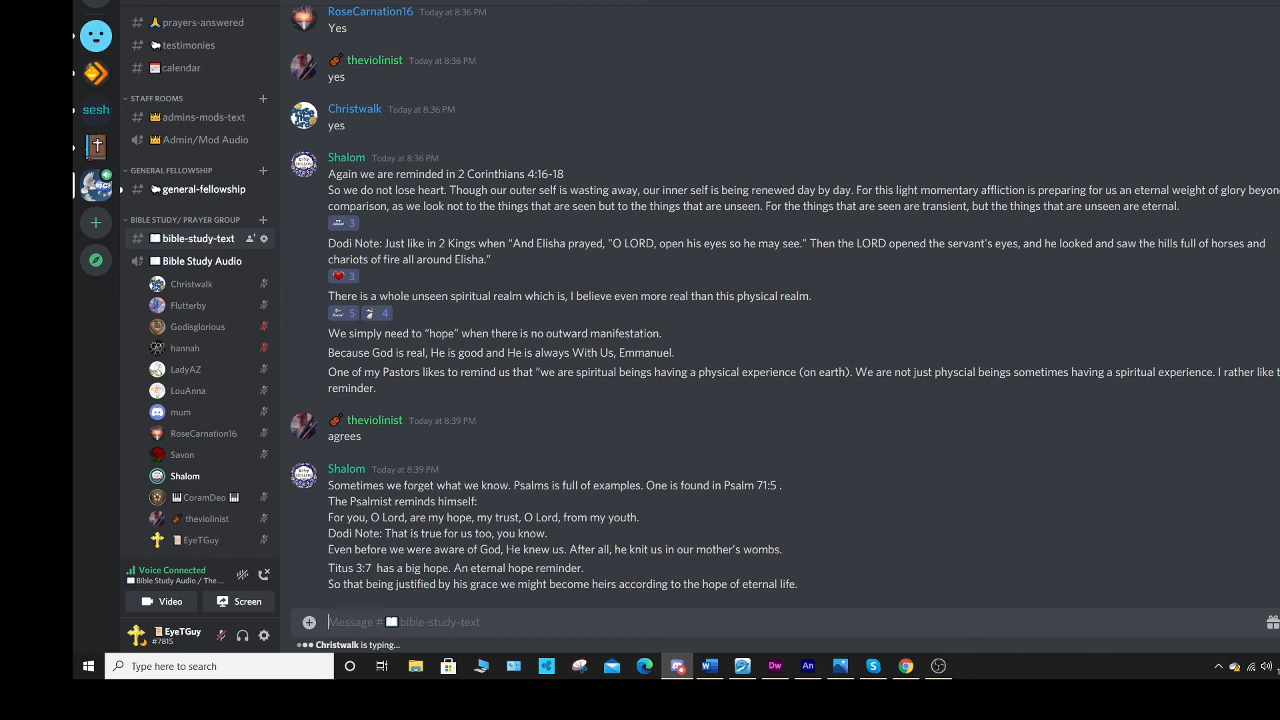 prayers-answered
testimonies
calendar
STAFF ROOMS
admins-mods-text
Admin/Mod Audio
GENERAL FELLOWSHIP
general-fellowship
BIBLE STUDY/ PRAYER GROUP
bible-study-text
Bible Study Audio
Christwalk
Flutterby
Godisglorious
hannah
LadyAZ
LouAnna
mum
RoseCarnation16
Savon
Shalom
CoramDeo
theviolinist
EyeTGuy
Voice Connected
Bible Study Audio / The ...
Video
Screen
EyeTGuy
#7815
sesh
RoseCarnation16 Today at 8:36 PM
Yes
theviolinist Today at 8:36 PM
yes
Christwalk Today at 8:36 PM
yes
Shalom Today at 8:36 PM
Again we are reminded in 2 Corinthians 4:16-18
So we do not lose heart. Though our outer self is wasting away, our inner self is being renewed day by day. For this light momentary affliction is preparing for us an eternal weight of glory beyon
comparison, as we look not to the things that are seen but to the things that are unseen. For the things that are seen are transient, but the things that are unseen are eternal.
3
Dodi Note: Just like in 2 Kings when "And Elisha prayed, "O LORD, open his eyes so he may see." Then the LORD opened the servant's eyes, and he looked and saw the hills full of horses and
chariots of fire all around Elisha.”
3
There is a whole unseen spiritual realm which is, I believe even more real than this physical realm.
5 4
We simply need to “hope” when there is no outward manifestation.
Because God is real, He is good and He is always With Us, Emmanuel.
One of my Pastors likes to remind us that “we are spiritual beings having a physical experience (on earth). We are not just physcial beings sometimes having a spiritual experience. I rather like t
reminder.
theviolinist Today at 8:39 PM
agrees
Shalom Today at 8:39 PM
Sometimes we forget what we know. Psalms is full of examples. One is found in Psalm 71:5 .
The Psalmist reminds himself:
For you, O Lord, are my hope, my trust, O Lord, from my youth.
Dodi Note: That is true for us too, you know.
Even before we were aware of God, He knew us. After all, he knit us in our mother’s wombs.
Titus 3:7 has a big hope. An eternal hope reminder.
So that being justified by his grace we might become heirs according to the hope of eternal life.
Message # bible-study-text
Christwalk is typing...
Type here to search